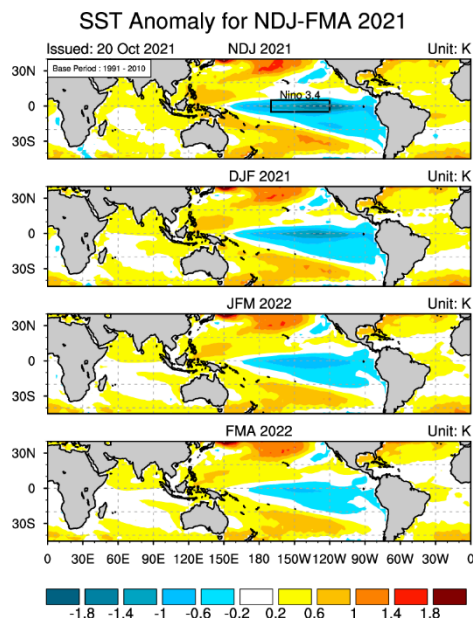 SST Anomaly for NDJ-FMA 2021
Issued: 20 Oct 2021 NDJ 2021 Unit: K
Base Period : 1991 - 2010
30N
Nino 3.4
0
30S
DJF 2021 Unit: K
30N
0
30S
JFM 2022 Unit: K
30N
0
30S
FMA 2022 Unit: K
30N
0
30S
0 30E 60E 90E 120E 150E 180 150W 120W 90W 60W 30W 0
-1.8 -1.4 -1 -0.6 -0.2 0.2 0.6 1 1.4 1.8